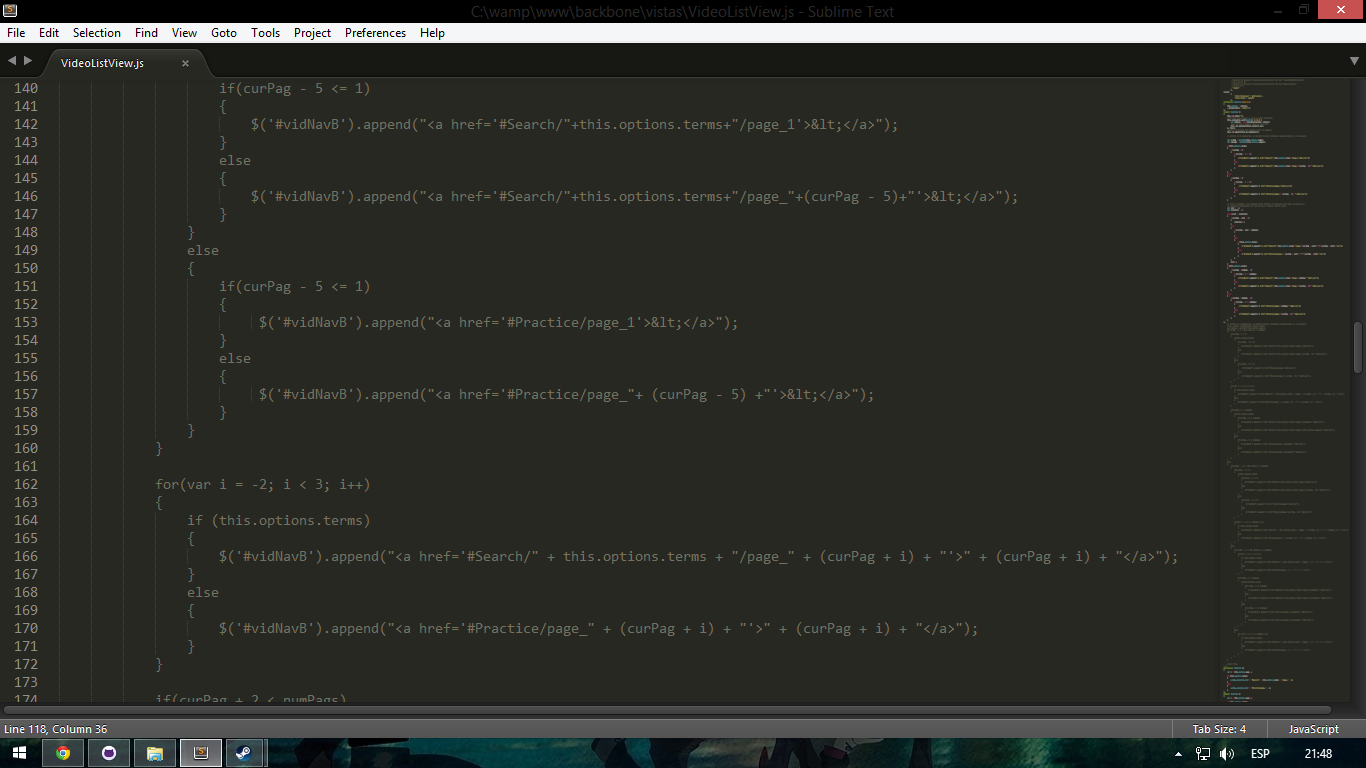 C:\wamp\www\backbone\vistas\VideoListView.js - Sublime Text
File Edit Selection Find View Goto Tools Project Preferences Help
VideoListView.js
140 if(curPag - 5 <= 1)
141 {
142 $('#vidNavB').append("<a href='#Search/"+this.options.terms+"/page_1'>&lt;</a>");
143 }
144 else
145 {
146 $('#vidNavB').append("<a href='#Search/"+this.options.terms+"/page_"+(curPag - 5)+"'>&lt;</a>");
147 }
148 }
149 else
150 {
151 if(curPag - 5 <= 1)
152 {
153 $('#vidNavB').append("<a href='#Practice/page_1'>&lt;</a>");
154 }
155 else
156 {
157 $('#vidNavB').append("<a href='#Practice/page_"+ (curPag - 5) +"'>&lt;</a>");
158 }
159 }
160 }
161
162 for(var i = -2; i < 3; i++)
163 {
164 if (this.options.terms)
165 {
166 $('#vidNavB').append("<a href='#Search/" + this.options.terms + "/page_" + (curPag + i) + "'>" + (curPag + i) + "</a>");
167 }
168 else
169 {
170 $('#vidNavB').append("<a href='#Practice/page_" + (curPag + i) + "'>" + (curPag + i) + "</a>");
171 }
172 }
173
174 if(curPag + 2 < numPags)
Line 118, Column 36 Tab Size: 4 JavaScript
ESP 21:48